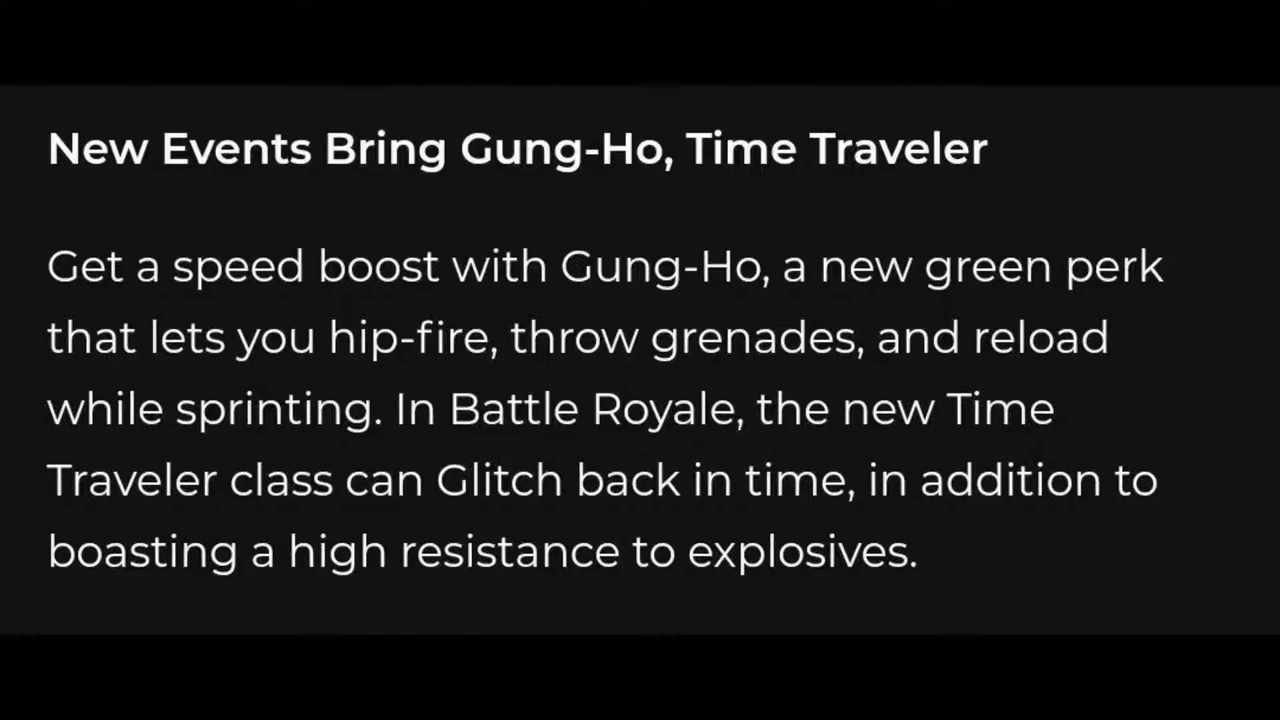 New Events Bring Gung-Ho, Time Traveler
Get a speed boost with Gung-Ho, a new green perk
that lets you hip-fire, throw grenades, and reload
while sprinting. In Battle Royale, the new Time
Traveler class can Glitch back in time, in addition to
boasting a high resistance to explosives.